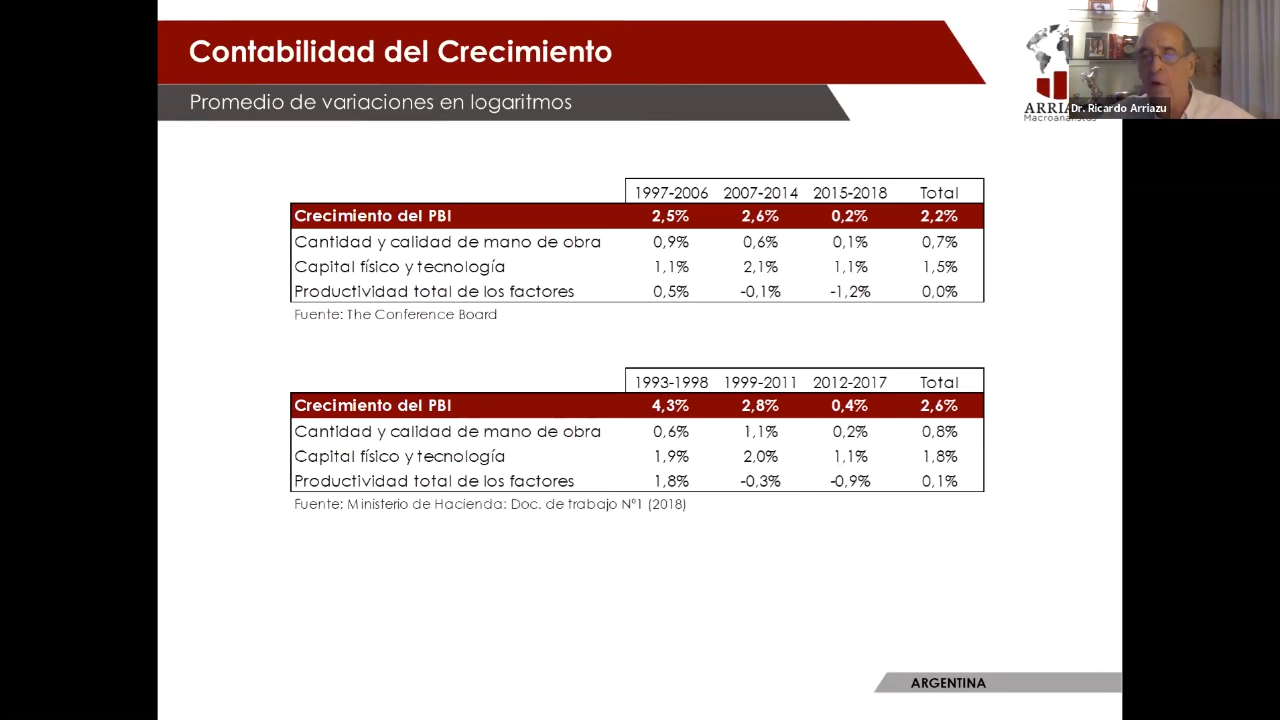 Contabilidad del Crecimiento
Promedio de variaciones en logaritmos
ARRIA
Macroanalistas
Dr. Ricardo Arriazu
1997-2006 2007-2014 2015-2018 Total
Crecimiento del PBI 2,5% 2,6% 0,2% 2,2%
Cantidad y calidad de mano de obra 0,9% 0,6% 0,1% 0,7%
Capital físico y tecnología 1,1% 2,1% 1,1% 1,5%
Productividad total de los factores 0,5% -0,1% -1,2% 0,0%
Fuente: The Conference Board
1993-1998 1999-2011 2012-2017 Total
Crecimiento del PBI 4,3% 2,8% 0,4% 2,6%
Cantidad y calidad de mano de obra 0,6% 1,1% 0,2% 0,8%
Capital físico y tecnología 1,9% 2,0% 1,1% 1,8%
Productividad total de los factores 1,8% -0,3% -0,9% 0,1%
Fuente: Ministerio de Hacienda: Doc. de trabajo Nº1 (2018)
ARGENTINA